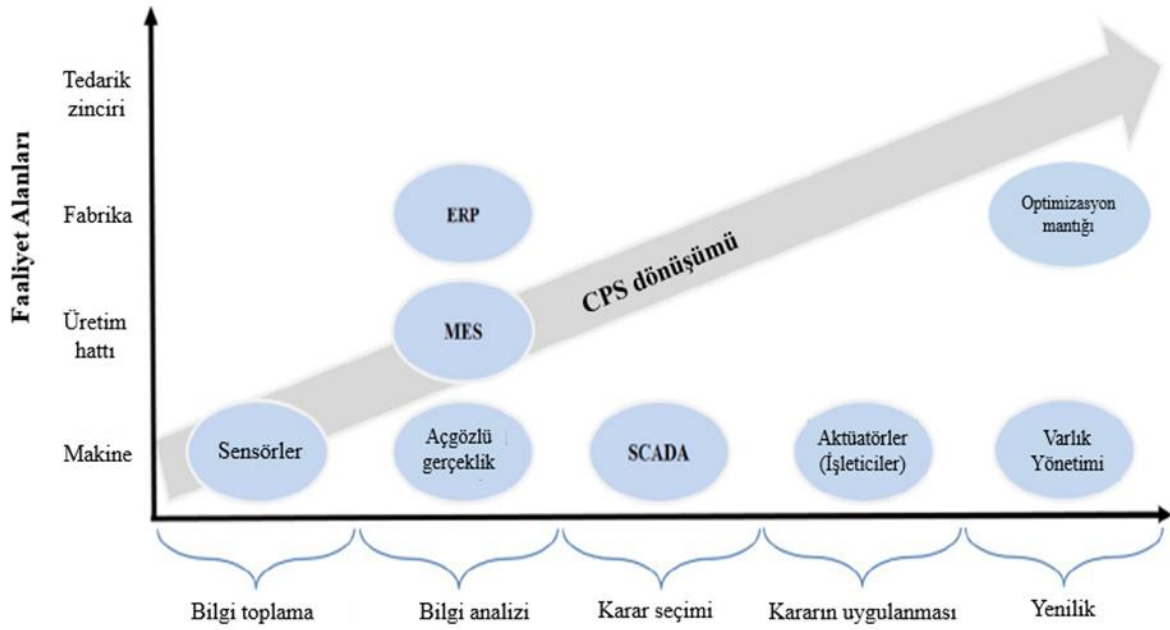 Faaliyet Alanları
Tedarik
zinciri
Fabrika
Üretim
hattı
Makine
ERP
Optimizasyon
mantığı
CPS dönüşümü
MES
Sensörler
Açgözlü
gerçeklik
SCADA
Aktüatörler
(İşleticiler)
Varlık
Yönetimi
Bilgi toplama
Bilgi analizi
Karar seçimi
Kararın uygulanması
Yenilik